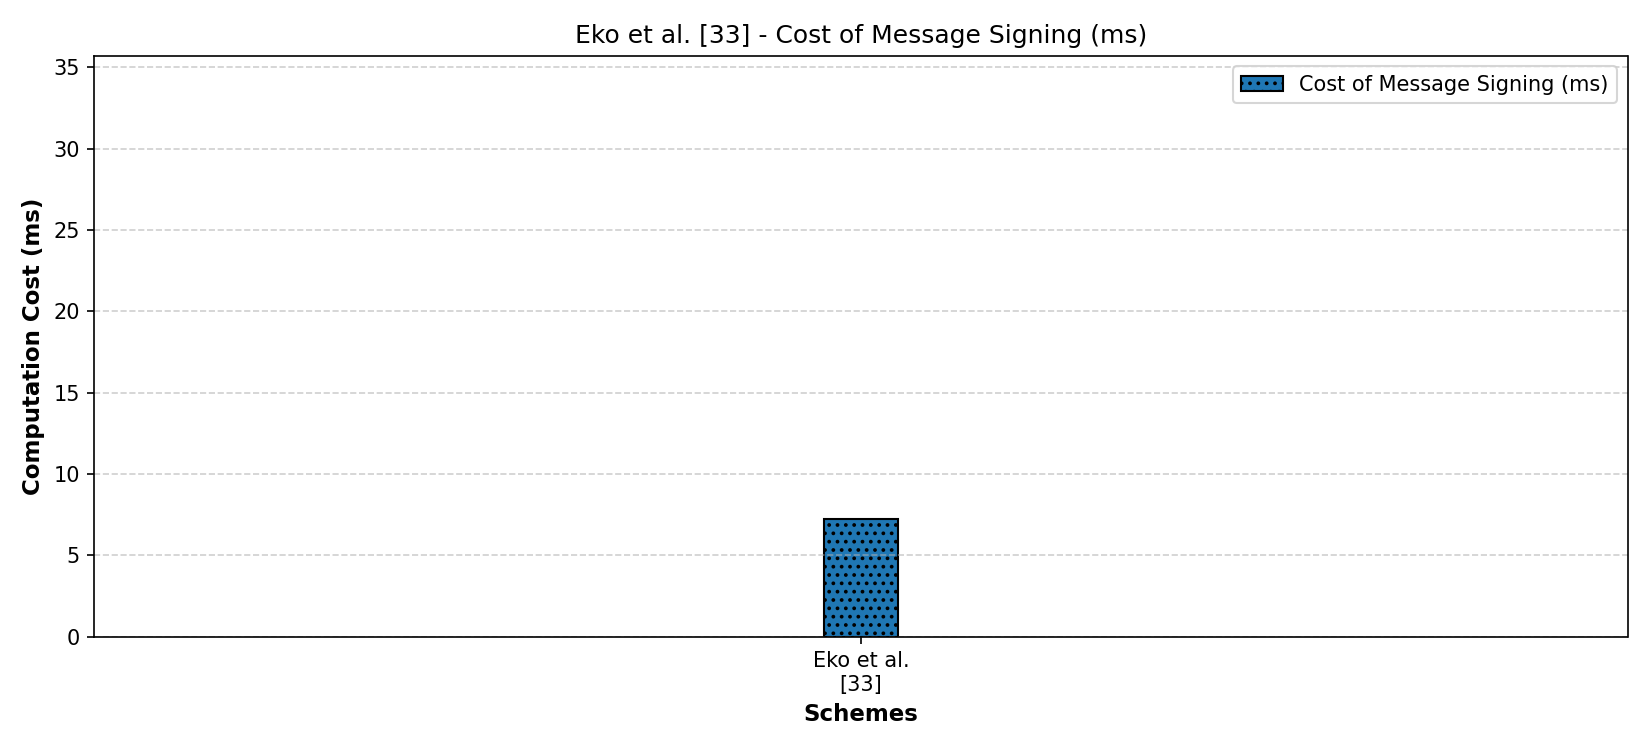 Eko et al. [33] - Cost of Message Signing (ms)
Cost of Message Signing (ms)
Computation Cost (ms)
35
30
25
20
15
10
5
0
Eko et al.
[33]
Schemes